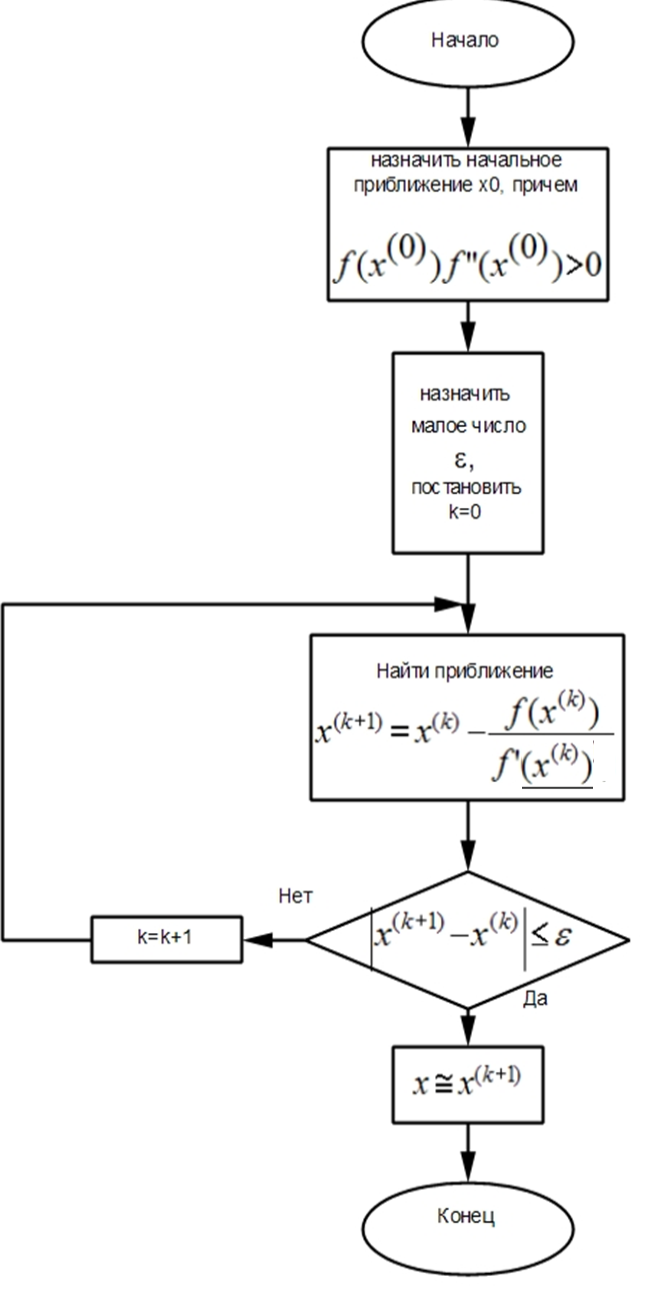 Начало
назначить начальное
приближение x0, причем
f(x^(0))f"(x^(0))>0
назначить
малое число
ε,
постановить
k=0
Найти приближение
x^(k+1) = x^(k) − f(x^(k)) / f'(x^(k))
Нет
k=k+1
|x^(k+1) − x^(k)| ≤ ε
Да
x ≅ x^(k+1)
Конец